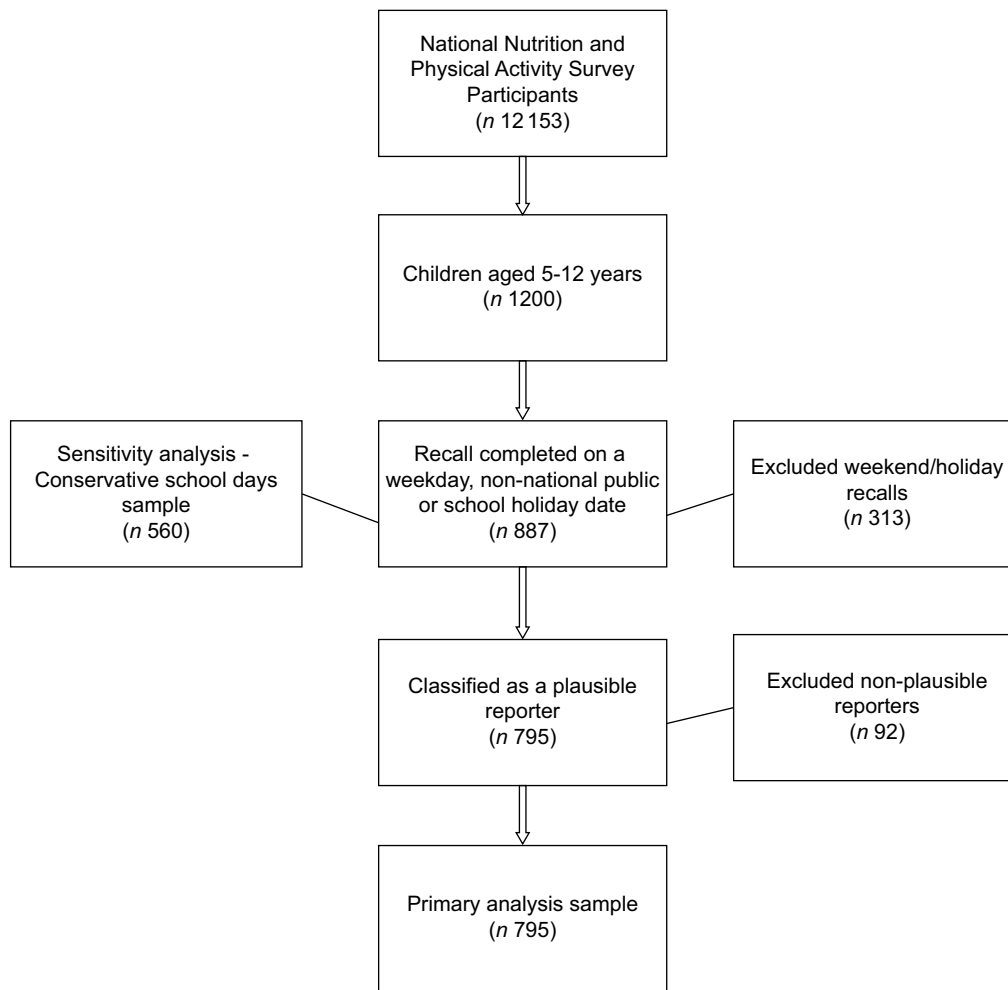 National Nutrition and
Physical Activity Survey
Participants
(n 12 153)
Children aged 5-12 years
(n 1200)
Sensitivity analysis -
Conservative school days
sample
(n 560)
Recall completed on a
weekday, non-national public
or school holiday date
(n 887)
Excluded weekend/holiday
recalls
(n 313)
Classified as a plausible
reporter
(n 795)
Excluded non-plausible
reporters
(n 92)
Primary analysis sample
(n 795)